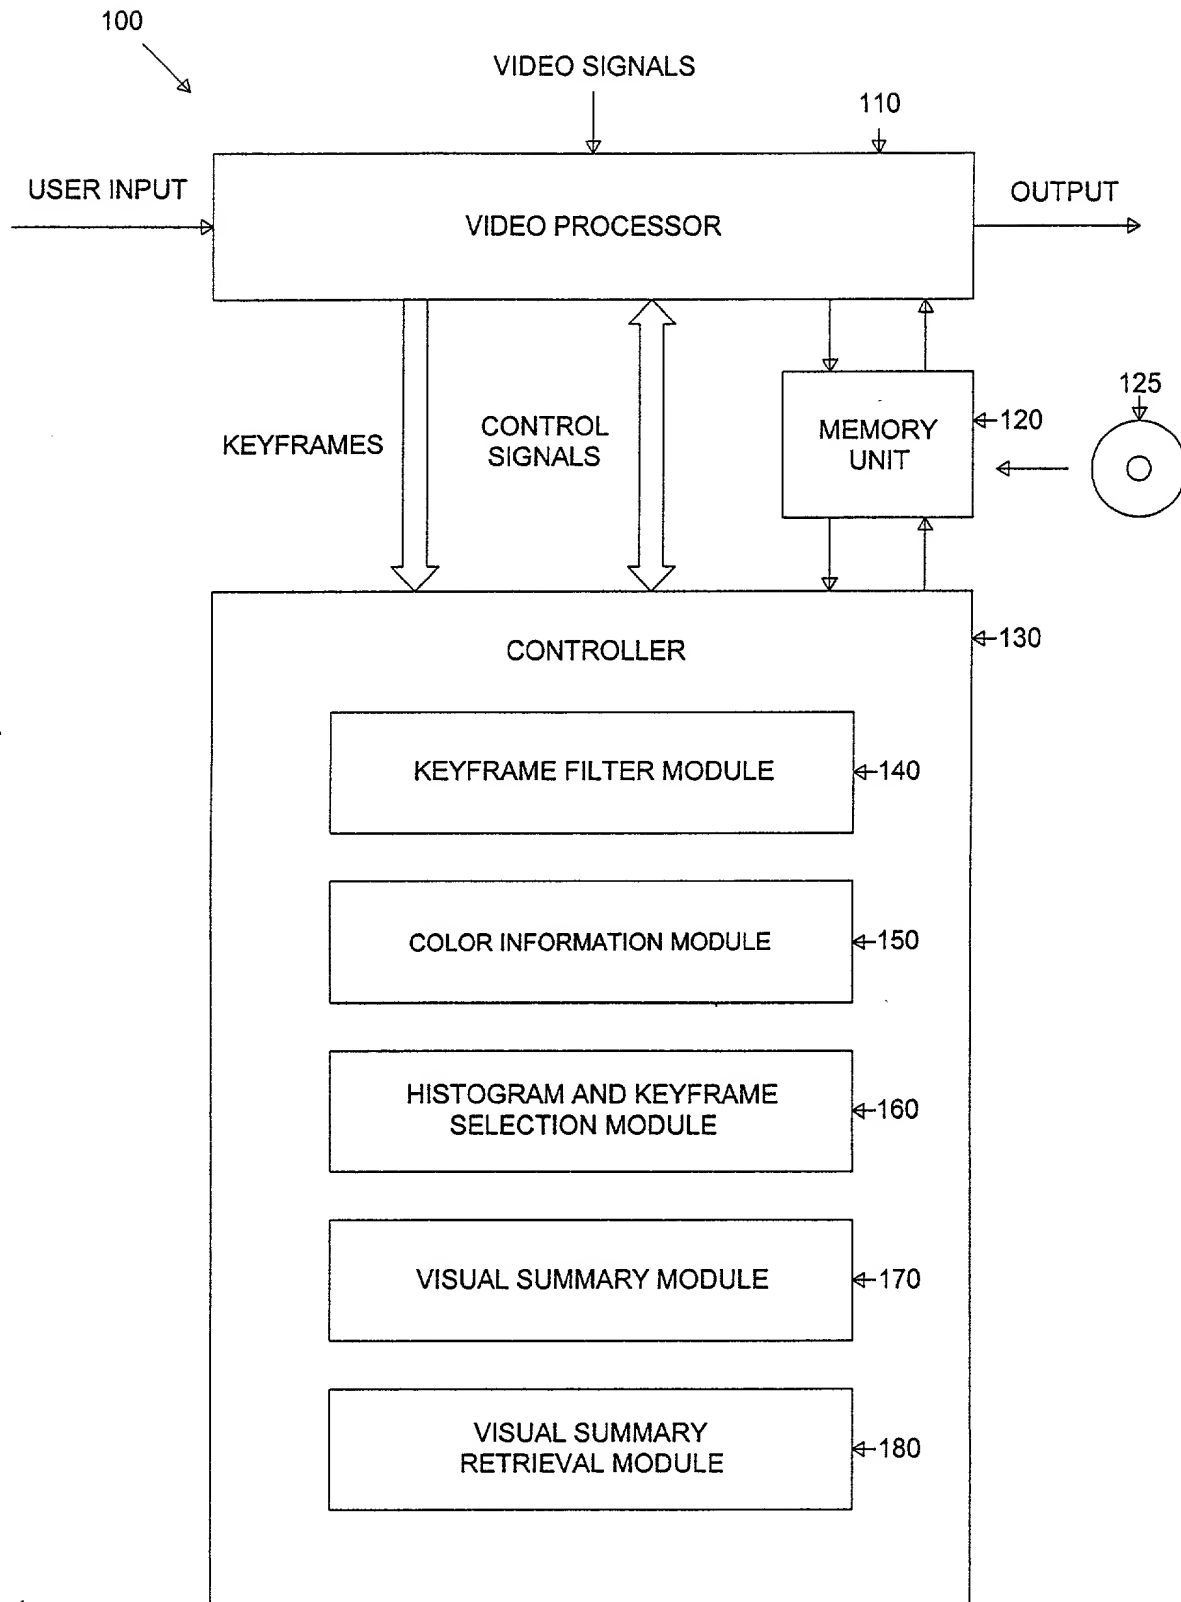 100
VIDEO SIGNALS
110
USER INPUT
OUTPUT
VIDEO PROCESSOR
125
KEYFRAMES
CONTROL
SIGNALS
MEMORY
UNIT
120
CONTROLLER
130
KEYFRAME FILTER MODULE
140
COLOR INFORMATION MODULE
150
HISTOGRAM AND KEYFRAME
SELECTION MODULE
160
VISUAL SUMMARY MODULE
170
VISUAL SUMMARY
RETRIEVAL MODULE
180